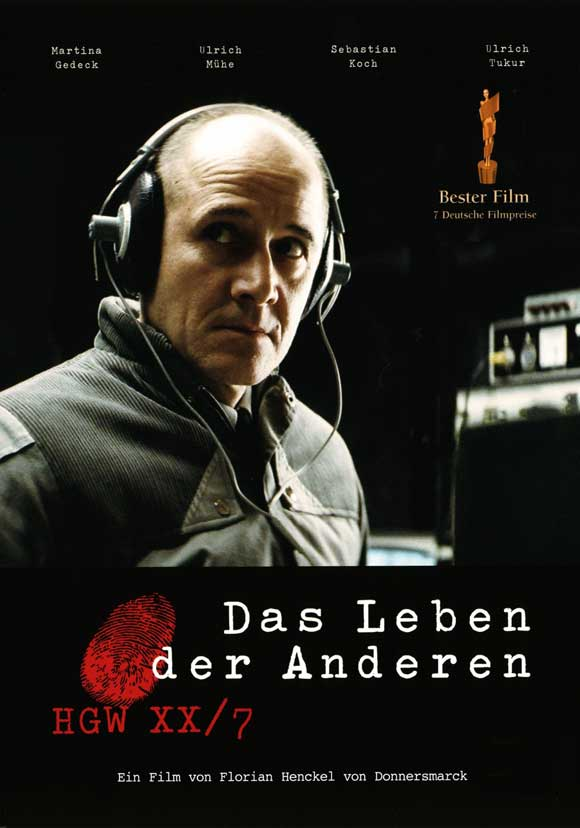 Martina Gedeck
Ulrich Mühe
Sebastian Koch
Ulrich Tukur
Bester Film
7 Deutsche Filmpreise
Das Leben
der Anderen
HGW XX/7
Ein Film von Florian Henckel von Donnersmarck